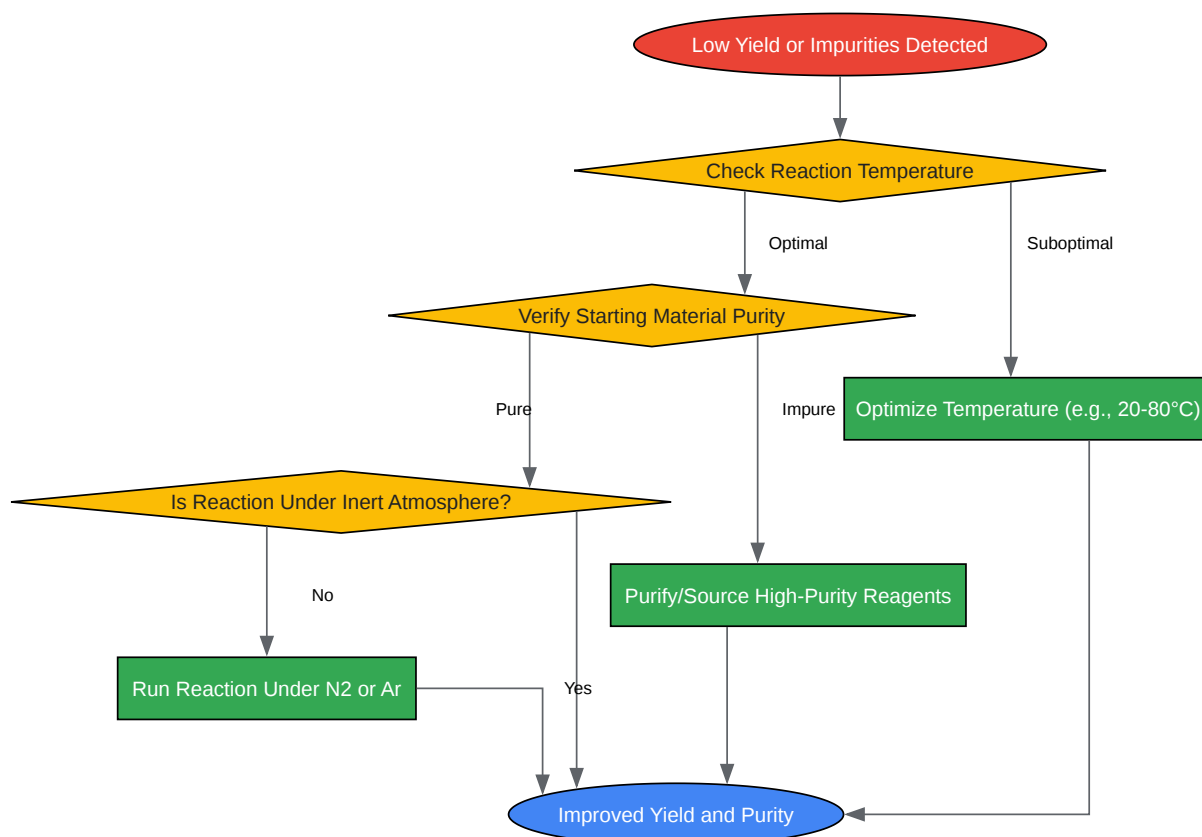 Low Yield or Impurities Detected
Check Reaction Temperature
Optimal
Suboptimal
Verify Starting Material Purity
Pure
Impure
Optimize Temperature (e.g., 20-80°C)
Is Reaction Under Inert Atmosphere?
No
Purify/Source High-Purity Reagents
Run Reaction Under N2 or Ar
Yes
Improved Yield and Purity